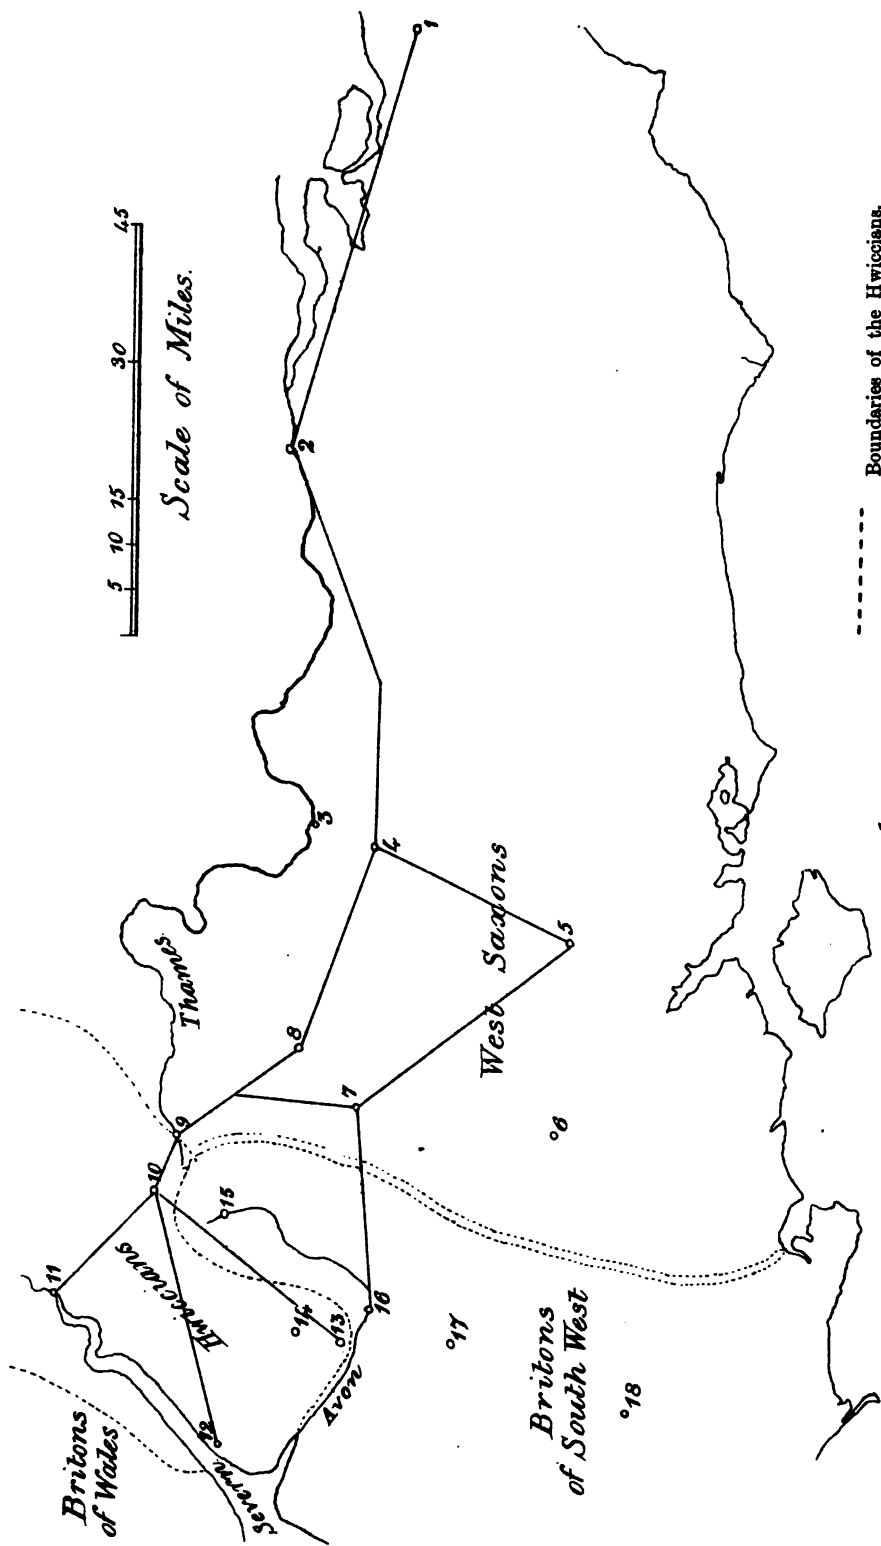 5 10 15 30 45
Scale of Miles.
Britons
of Wales
Severn
Hwiccians
Thames
Avon
West Saxons
Britons
of South West
1
2
3
4
5
6
7
8
9
10
11
12
13
14
15
16
17
18
-------- Boundaries of the Hwiccians.